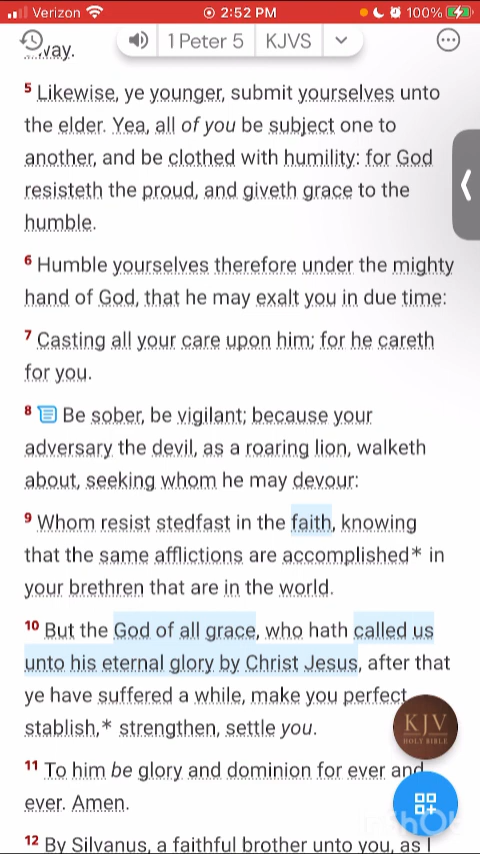 Verizon 2:52 PM 100%
1 Peter 5 KJVS
way.
5 Likewise, ye younger, submit yourselves unto
the elder. Yea, all of you be subject one to
another, and be clothed with humility: for God
resisteth the proud, and giveth grace to the
humble.
6 Humble yourselves therefore under the mighty
hand of God, that he may exalt you in due time:
7 Casting all your care upon him; for he careth
for you.
8 Be sober, be vigilant; because your
adversary the devil, as a roaring lion, walketh
about, seeking whom he may devour:
9 Whom resist stedfast in the faith, knowing
that the same afflictions are accomplished* in
your brethren that are in the world.
10 But the God of all grace, who hath called us
unto his eternal glory by Christ Jesus, after that
ye have suffered a while, make you perfect,
stablish,* strengthen, settle you.
KJV
HOLY BIBLE
11 To him be glory and dominion for ever and
ever. Amen.
12 By Silvanus, a faithful brother unto you, as I